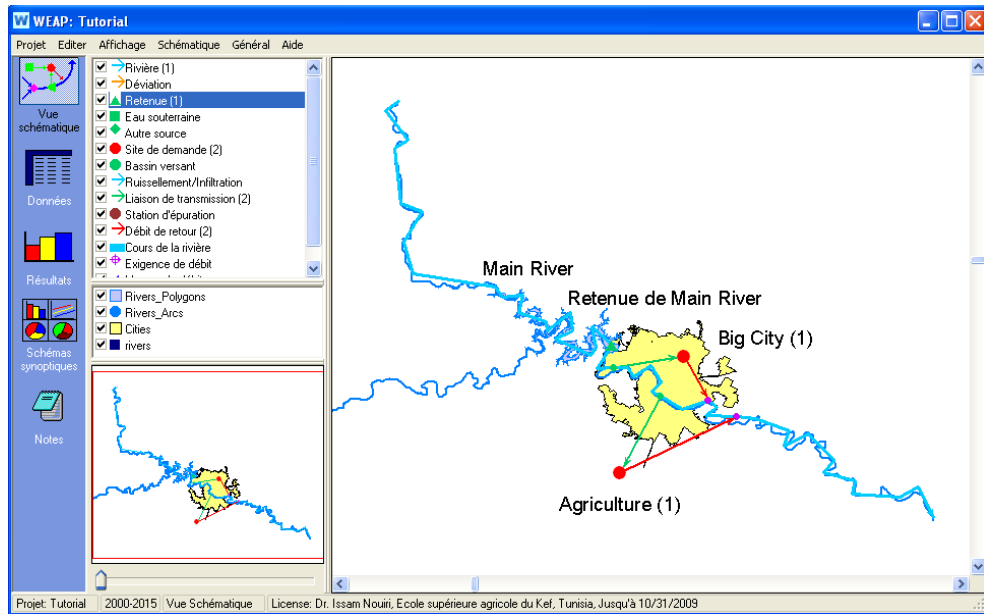 WEAP: Tutorial
Projet Editer Affichage Schématique Général Aide
Vue
schématique
Données
Résultats
Schémas
synoptiques
Notes
Rivière (1)
Déviation
Retenue (1)
Eau souterraine
Autre source
Site de demande (2)
Bassin versant
Ruissellement/Infiltration
Liaison de transmission (2)
Station d'épuration
Débit de retour (2)
Cours de la rivière
Exigence de débit
Rivers_Polygons
Rivers_Arcs
Cities
rivers
Main River
Retenue de Main River
Big City (1)
Agriculture (1)
Projet: Tutorial 2000-2015 Vue Schématique License: Dr. Issam Nouiri, Ecole supérieure agricole du Kef, Tunisia, Jusqu'à 10/31/2009